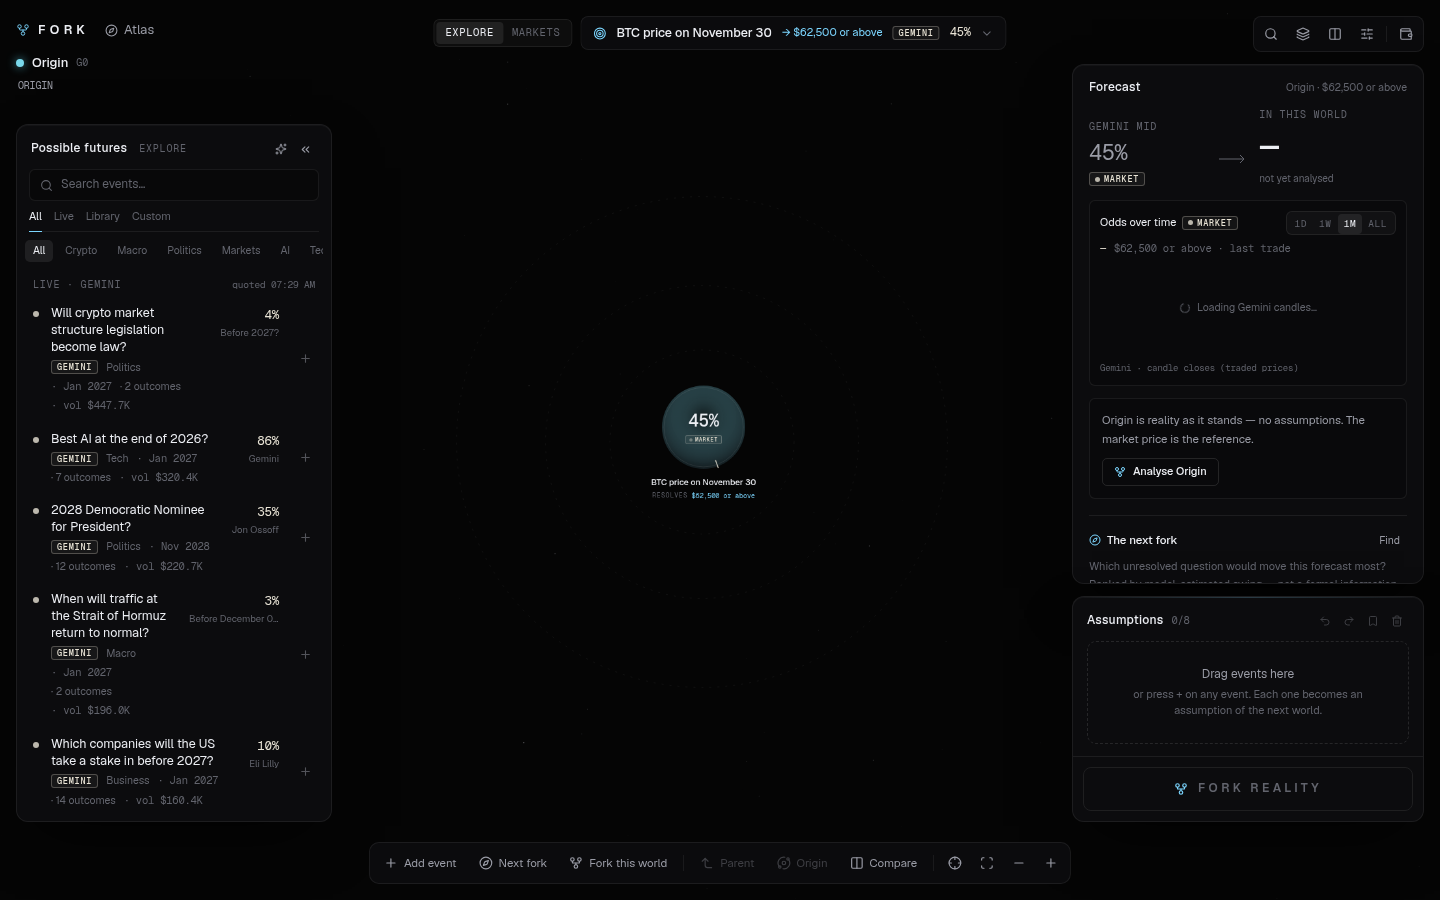 FORK
Atlas
Origin G0
ORIGIN
EXPLORE MARKETS
BTC price on November 30 → $62,500 or above GEMINI 45%
Possible futures EXPLORE
Search events...
All Live Library Custom
All Crypto Macro Politics Markets AI
LIVE · GEMINI quoted 07:29 AM
Will crypto market
structure legislation
become law?
4%
Before 2027?
GEMINI Politics
· Jan 2027 · 2 outcomes
· vol $447.7K
Best AI at the end of 2026?
86%
Gemini
GEMINI Tech · Jan 2027
· 7 outcomes · vol $320.4K
2028 Democratic Nominee
for President?
35%
Jon Ossoff
GEMINI Politics · Nov 2028
· 12 outcomes · vol $220.7K
When will traffic at
the Strait of Hormuz
return to normal?
3%
Before December 0...
GEMINI Macro
· Jan 2027
· 2 outcomes
· vol $196.0K
Which companies will the US
take a stake in before 2027?
10%
Eli Lilly
GEMINI Business · Jan 2027
· 14 outcomes · vol $160.4K
45%
MARKET
BTC price on November 30
RESOLVES $62,500 or above
Forecast Origin · $62,500 or above
GEMINI MID
45%
MARKET
IN THIS WORLD
—
not yet analysed
Odds over time MARKET 1D 1W 1M ALL
— $62,500 or above · last trade
Loading Gemini candles...
Gemini · candle closes (traded prices)
Origin is reality as it stands — no assumptions. The
market price is the reference.
Analyse Origin
The next fork Find
Which unresolved question would move this forecast most?
Ranked by model-estimated swing — not a formal information
Assumptions 0/8
Drag events here
or press + on any event. Each one becomes an
assumption of the next world.
FORK REALITY
Add event Next fork Fork this world Parent Origin Compare